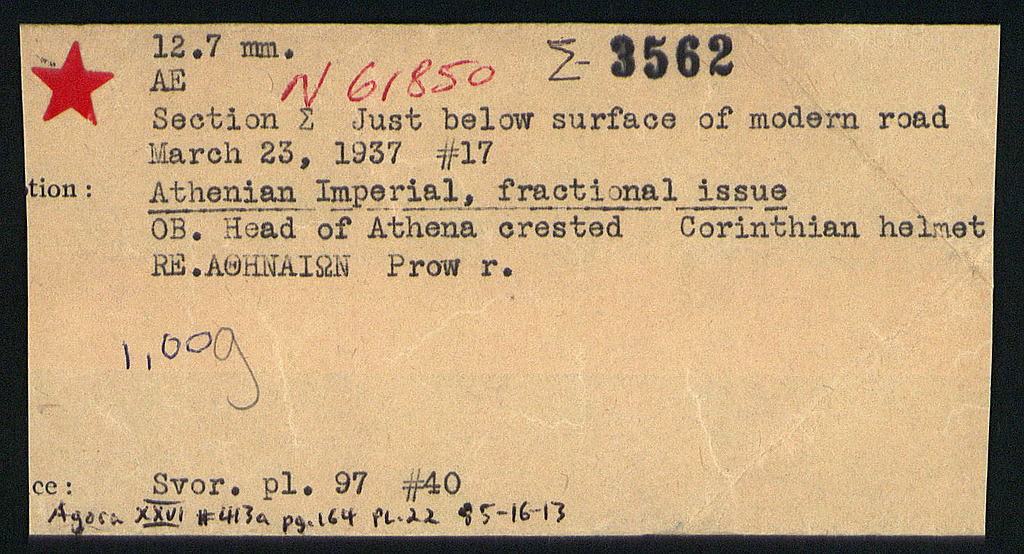 12.7 mm. Σ- 3562
AE N 61850
Section Σ Just below surface of modern road
March 23, 1937 #17
tion: Athenian Imperial, fractional issue
OB. Head of Athena crested Corinthian helmet
RE.ΑΘΗΝΑΙΩΝ Prow r.
1,00g
ce: Svor. pl. 97 #40
Agora XXVI #413a pg.164 PL.22 85-16-13